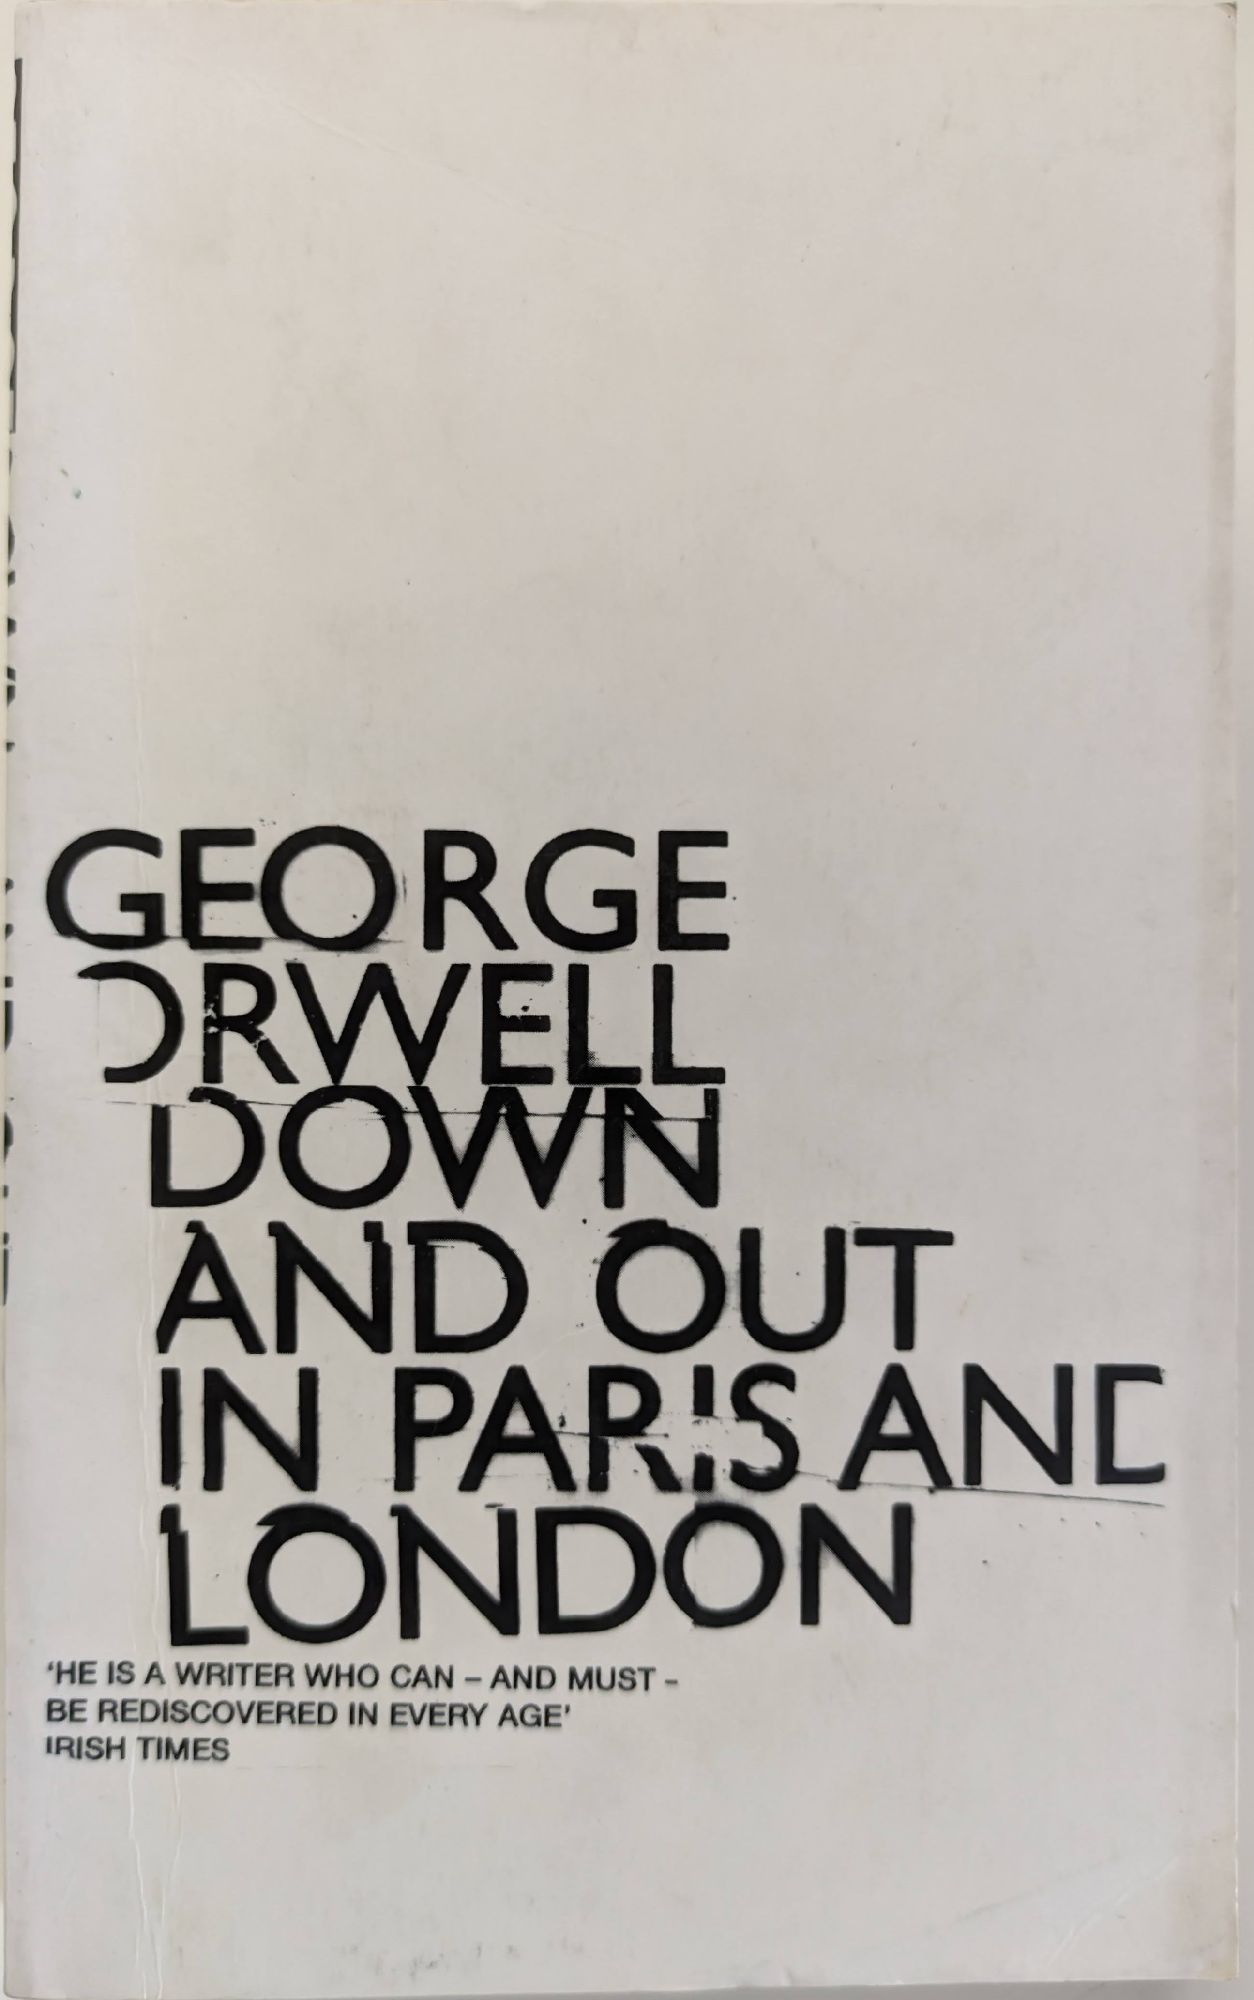 GEORGE
ORWELL
DOWN
AND OUT
IN PARIS AND
LONDON
‘HE IS A WRITER WHO CAN – AND MUST –
BE REDISCOVERED IN EVERY AGE’
IRISH TIMES